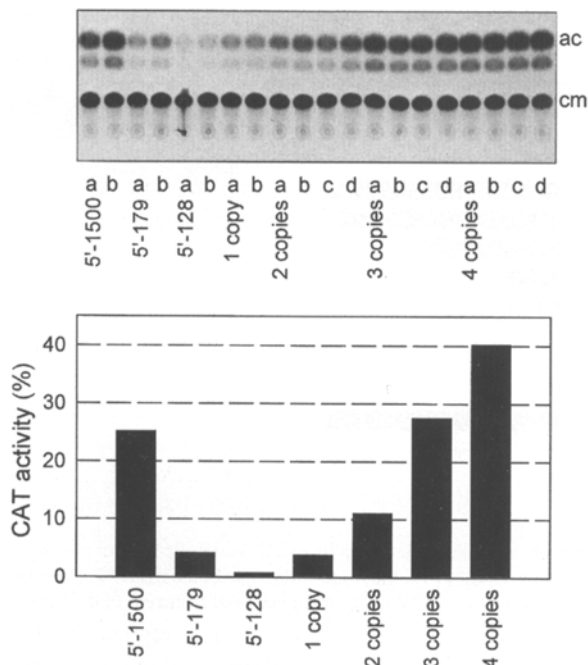 ac
cm
a b a b a b a b a b c d a b c d a b c d
5'-1500 5'-179 5'-128 1 copy 2 copies 3 copies 4 copies
CAT activity (%)
40
30
20
10
0
5'-1500 5'-179 5'-128 1 copy 2 copies 3 copies 4 copies